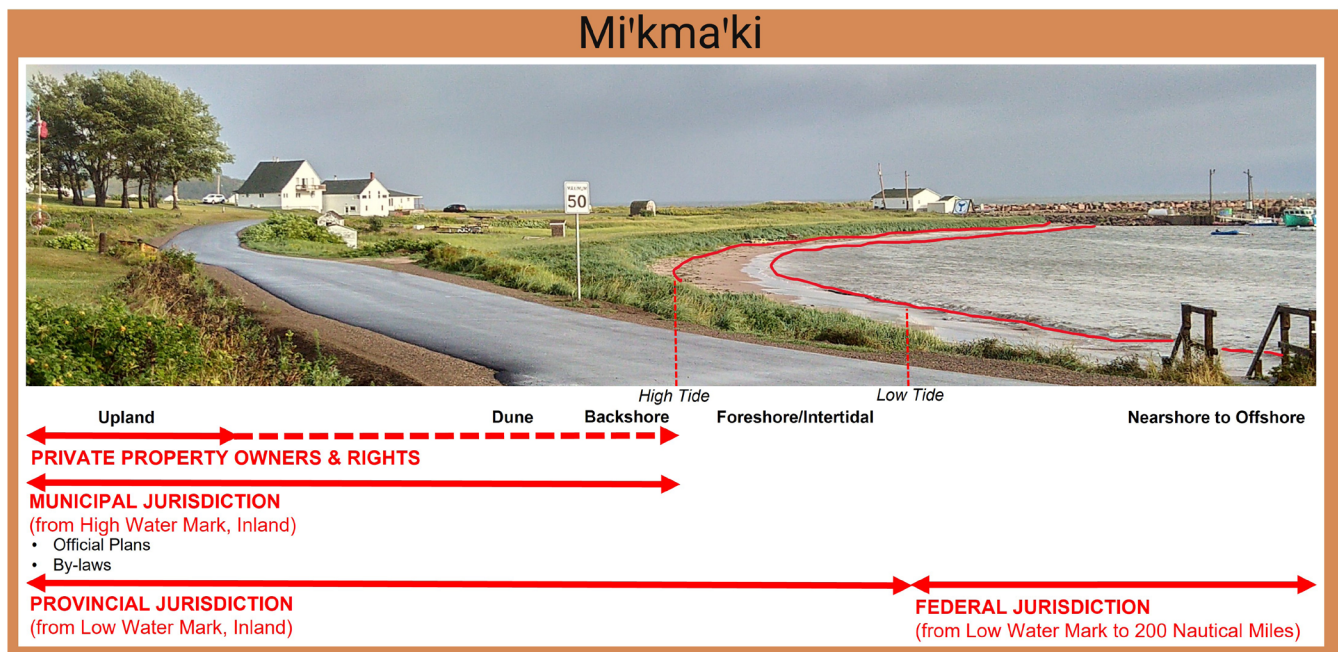 Mi'kma'ki
MAXIMUM
50
High Tide
Low Tide
Upland
Dune
Backshore
Foreshore/Intertidal
Nearshore to Offshore
PRIVATE PROPERTY OWNERS & RIGHTS
MUNICIPAL JURISDICTION
(from High Water Mark, Inland)
• Official Plans
• By-laws
PROVINCIAL JURISDICTION
(from Low Water Mark, Inland)
FEDERAL JURISDICTION
(from Low Water Mark to 200 Nautical Miles)